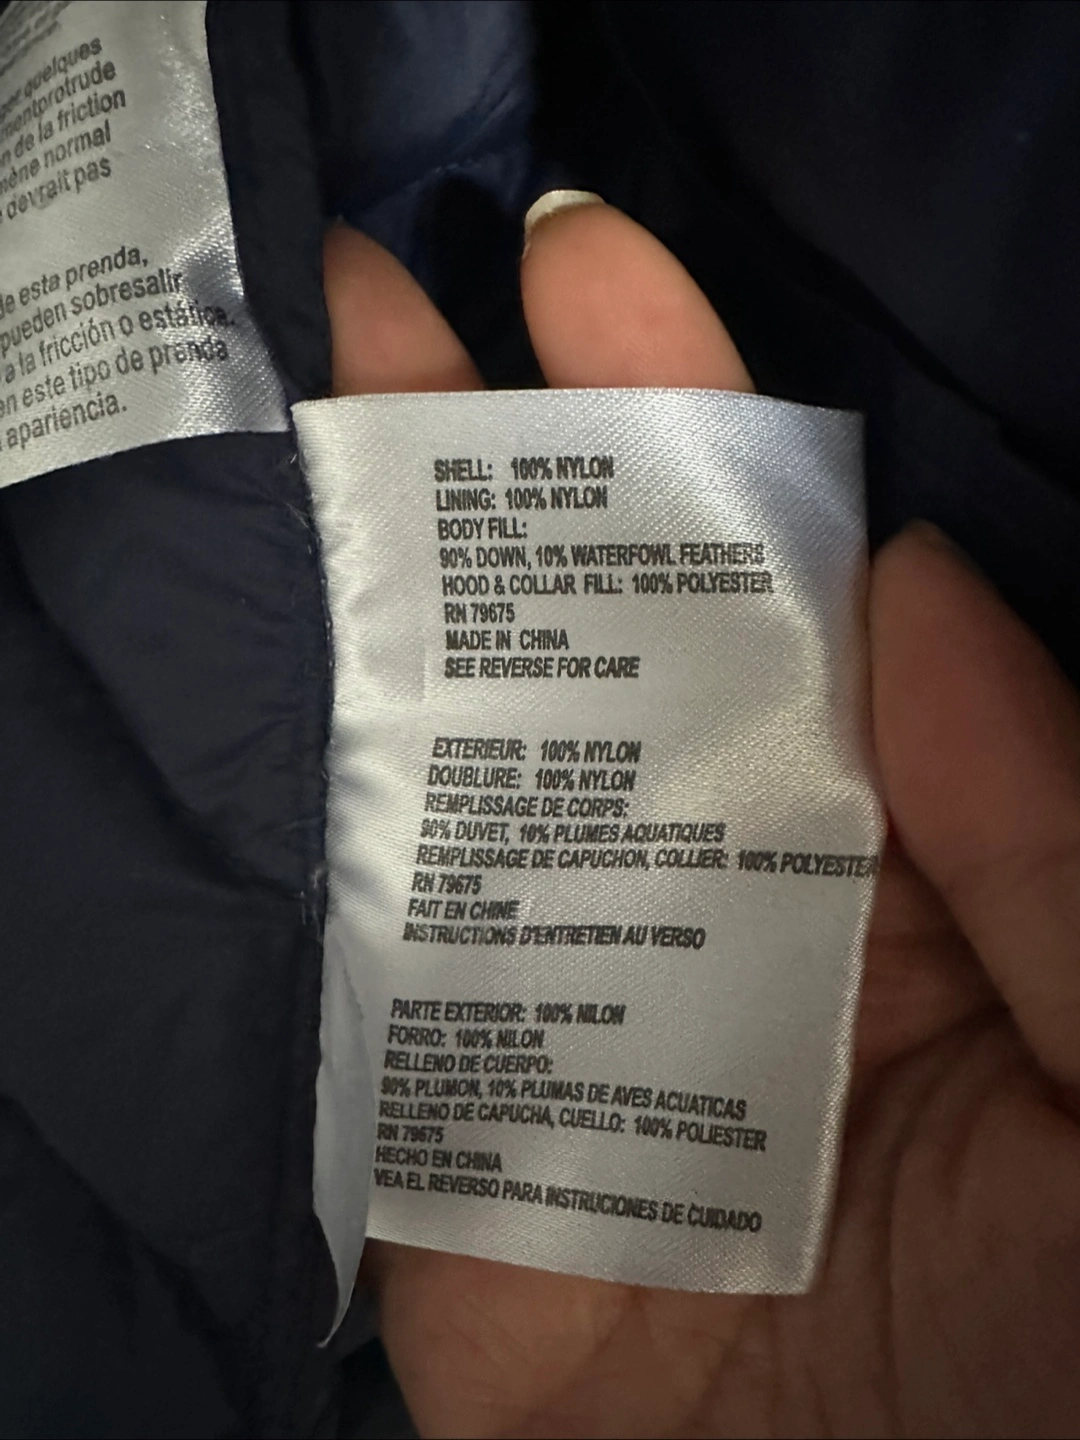 quelques
protrude
de la friction
normal
devrait pas
esta prenda,
pueden sobresalir
a la fricción o estática.
en este tipo de prenda
apariencia.
SHELL: 100% NYLON
LINING: 100% NYLON
BODY FILL:
90% DOWN, 10% WATERFOWL FEATHERS
HOOD & COLLAR FILL: 100% POLYESTER
RN 79675
MADE IN CHINA
SEE REVERSE FOR CARE
EXTERIEUR: 100% NYLON
DOUBLURE: 100% NYLON
REMPLISSAGE DE CORPS:
90% DUVET, 10% PLUMES AQUATIQUES
REMPLISSAGE DE CAPUCHON, COLLIER: 100% POLYESTER
RN 79675
FAIT EN CHINE
INSTRUCTIONS D'ENTRETIEN AU VERSO
PARTE EXTERIOR: 100% NILON
FORRO: 100% NILON
RELLENO DE CUERPO:
90% PLUMON, 10% PLUMAS DE AVES ACUATICAS
RELLENO DE CAPUCHA, CUELLO: 100% POLIESTER
RN 79675
HECHO EN CHINA
VEA EL REVERSO PARA INSTRUCIONES DE CUIDADO